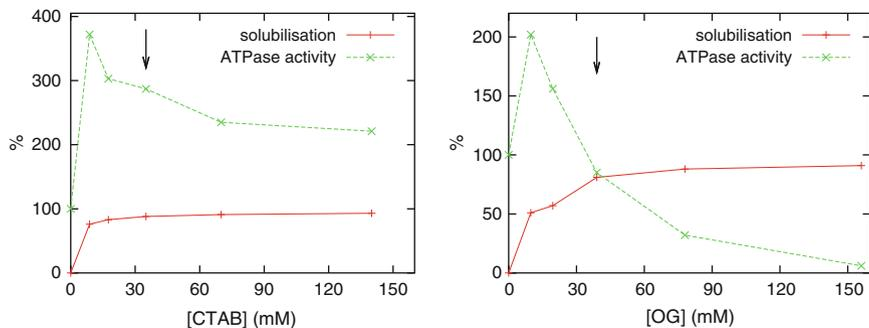 400
300
200
100
0
%
solubilisation
ATPase activity
0 30 60 90 120 150
[CTAB] (mM)
200
150
100
50
0
%
solubilisation
ATPase activity
0 30 60 90 120 150
[OG] (mM)